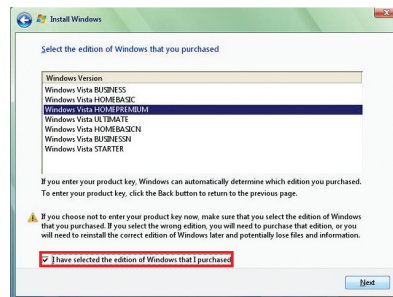 Install Windows
Select the edition of Windows that you purchased
Windows Version
Windows Vista BUSINESS
Windows Vista HOMEBASIC
Windows Vista HOMEPREMIUM
Windows Vista ULTIMATE
Windows Vista HOMEBASICN
Windows Vista BUSINESSN
Windows Vista STARTER
If you enter your product key, Windows can automatically determine which edition you purchased.
To enter your product key, click the Back button to return to the previous page.
If you choose not to enter your product key now, make sure that you select the edition of Windows
that you purchased. If you select the wrong edition, you will need to purchase that edition, or you
will need to reinstall the correct edition of Windows later and potentially lose files and information.
I have selected the edition of Windows that I purchased
Next